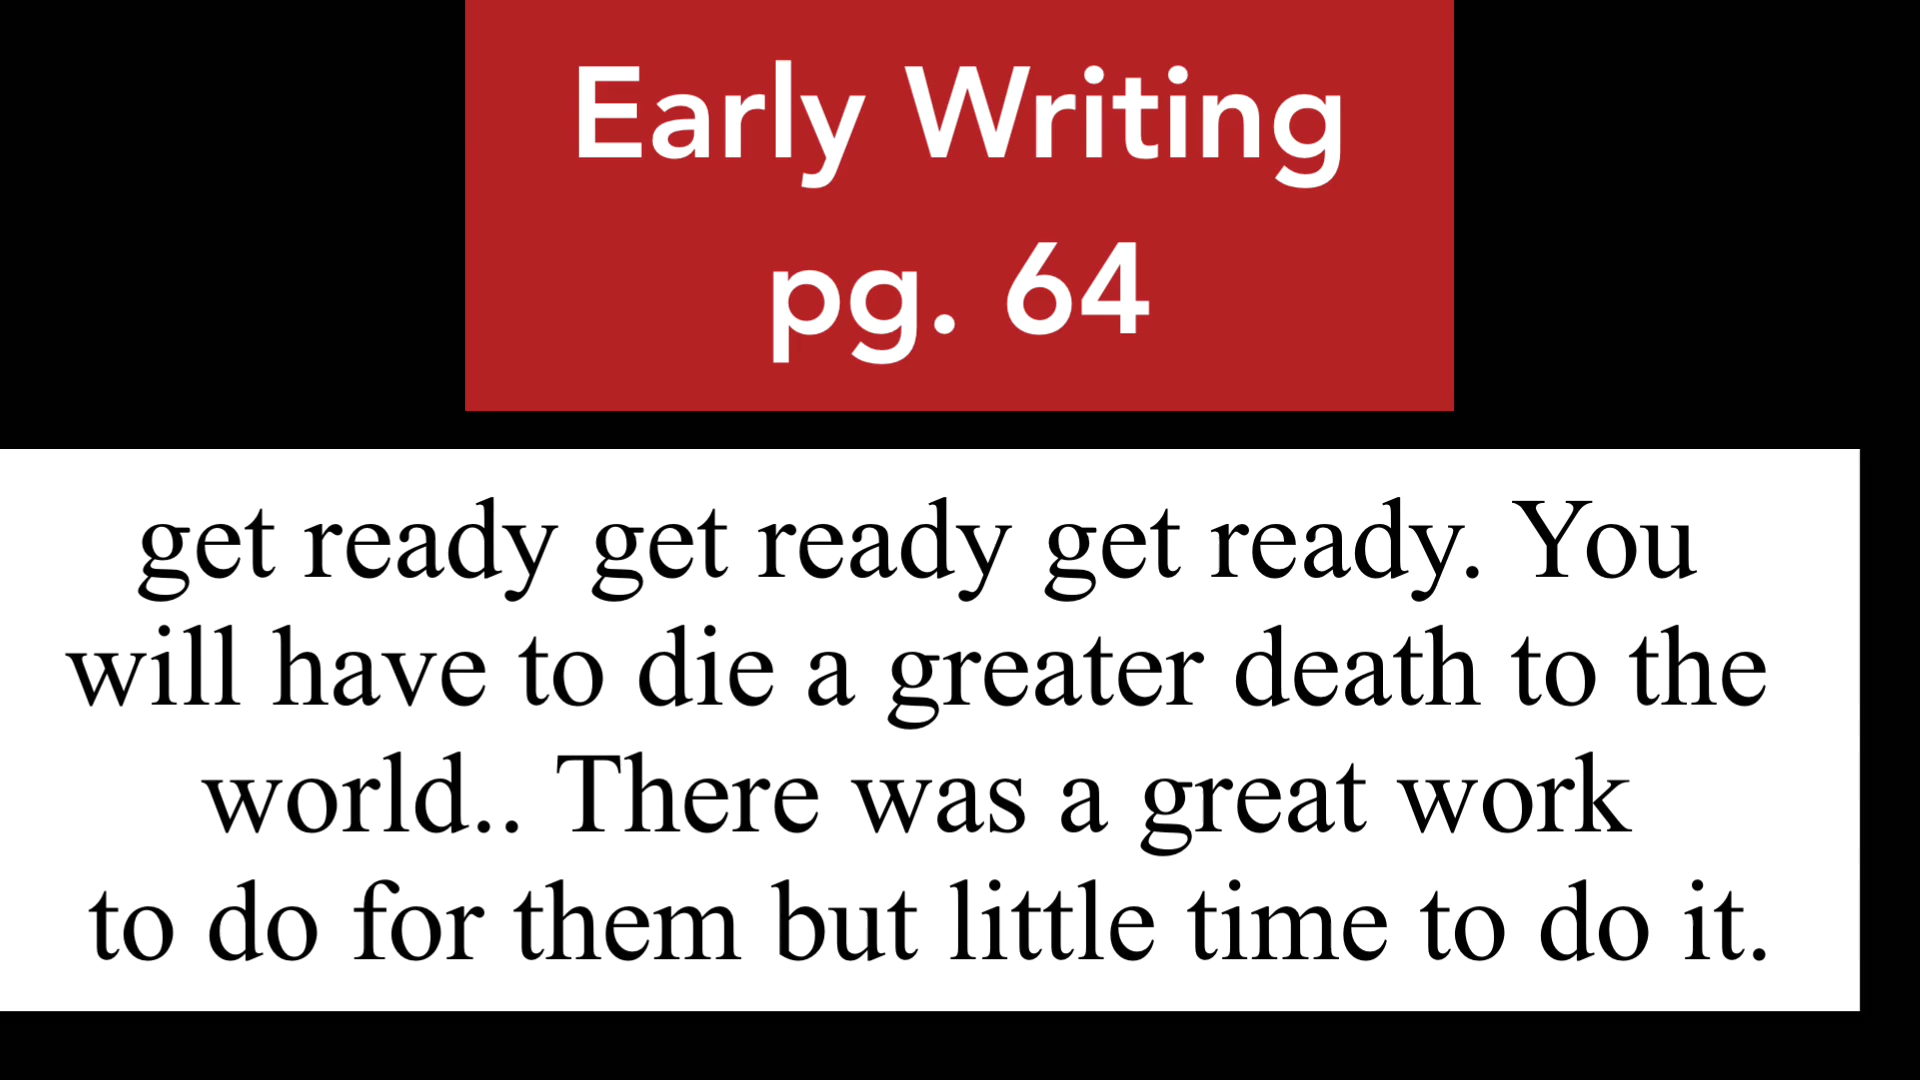 Early Writing
pg. 64
get ready get ready get ready. You
will have to die a greater death to the
world.. There was a great work
to do for them but little time to do it.